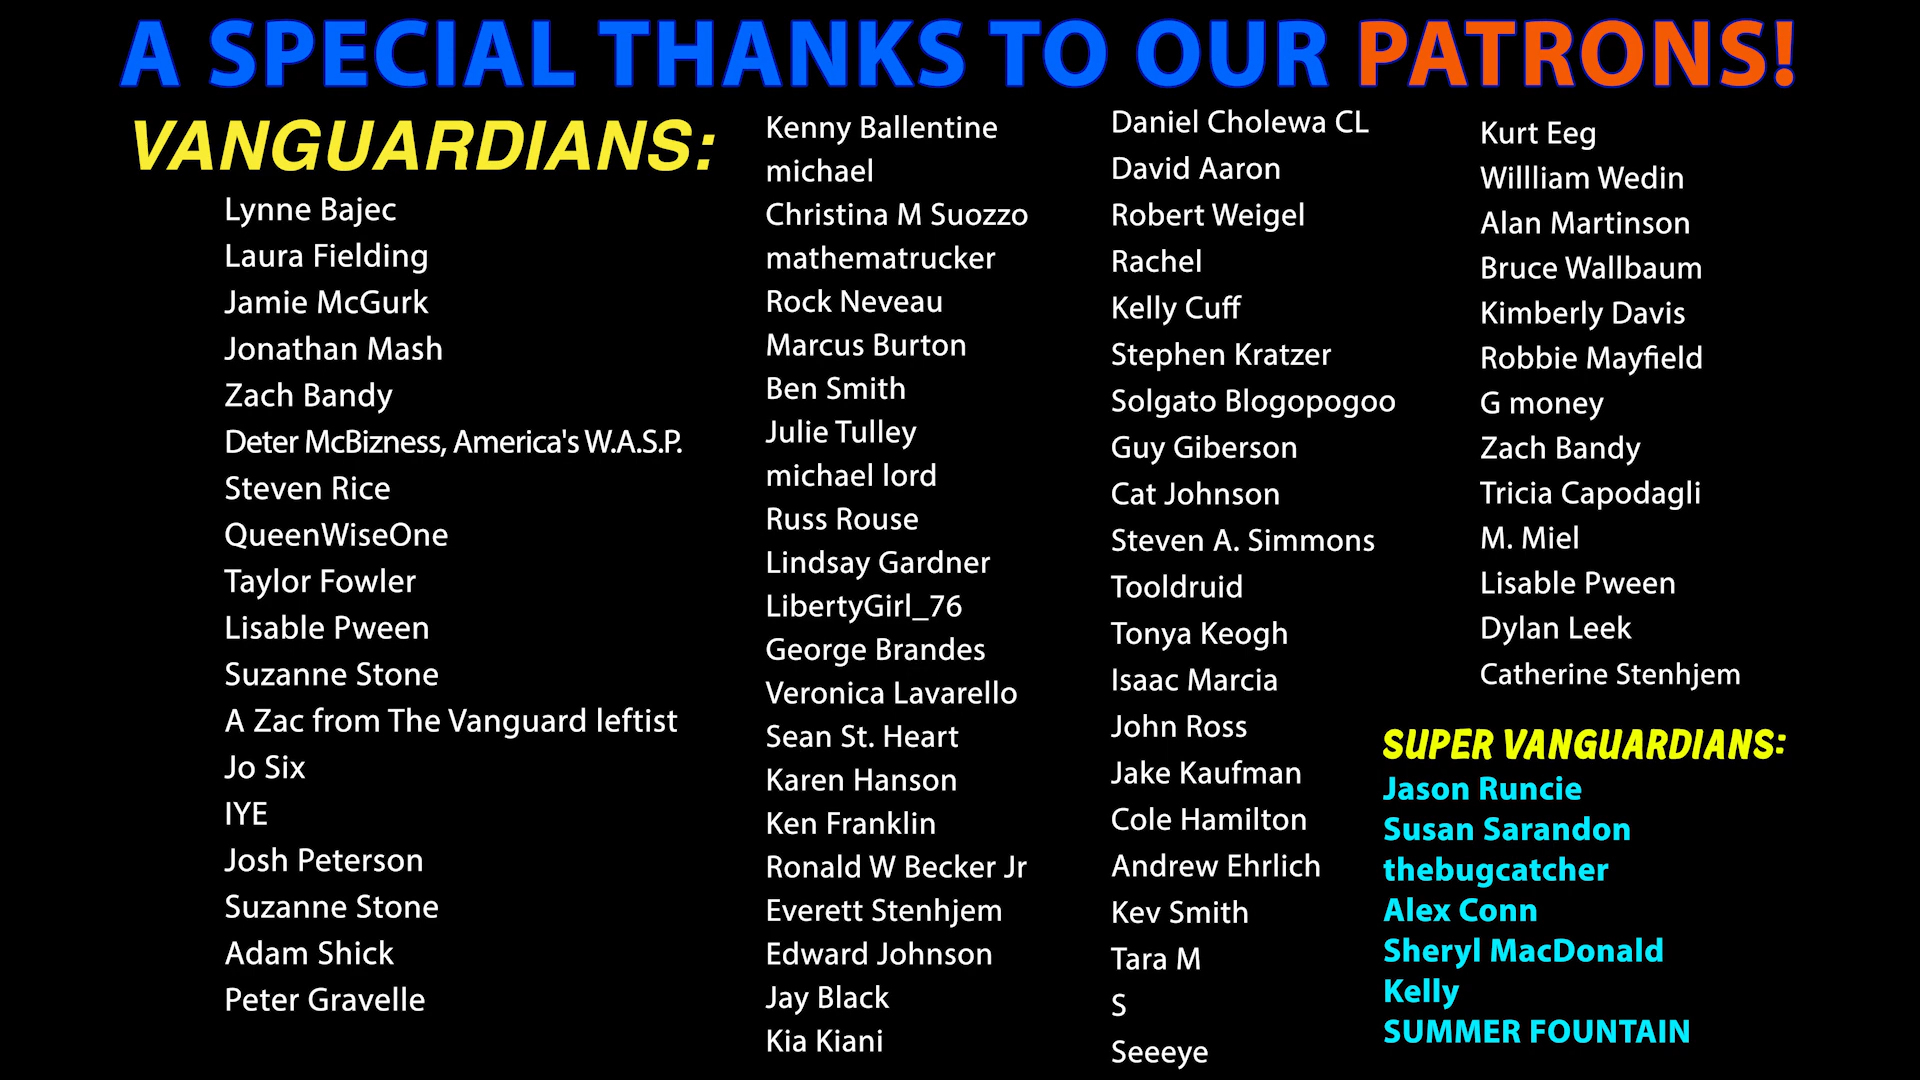 A SPECIAL THANKS TO OUR PATRONS!
VANGUARDIANS:
Lynne Bajec
Laura Fielding
Jamie McGurk
Jonathan Mash
Zach Bandy
Deter McBizness, America's W.A.S.P.
Steven Rice
QueenWiseOne
Taylor Fowler
Lisable Pween
Suzanne Stone
A Zac from The Vanguard leftist
Jo Six
IYE
Josh Peterson
Suzanne Stone
Adam Shick
Peter Gravelle
Kenny Ballentine
michael
Christina M Suozzo
mathematrucker
Rock Neveau
Marcus Burton
Ben Smith
Julie Tulley
michael lord
Russ Rouse
Lindsay Gardner
LibertyGirl_76
George Brandes
Veronica Lavarello
Sean St. Heart
Karen Hanson
Ken Franklin
Ronald W Becker Jr
Everett Stenhjem
Edward Johnson
Jay Black
Kia Kiani
Daniel Cholewa CL
David Aaron
Robert Weigel
Rachel
Kelly Cuff
Stephen Kratzer
Solgato Blogopogoo
Guy Giberson
Cat Johnson
Steven A. Simmons
Tooldruid
Tonya Keogh
Isaac Marcia
John Ross
Jake Kaufman
Cole Hamilton
Andrew Ehrlich
Kev Smith
Tara M
S
Seeeye
Kurt Eeg
Willliam Wedin
Alan Martinson
Bruce Wallbaum
Kimberly Davis
Robbie Mayfield
G money
Zach Bandy
Tricia Capodagli
M. Miel
Lisable Pween
Dylan Leek
Catherine Stenhjem
SUPER VANGUARDIANS:
Jason Runcie
Susan Sarandon
thebugcatcher
Alex Conn
Sheryl MacDonald
Kelly
SUMMER FOUNTAIN